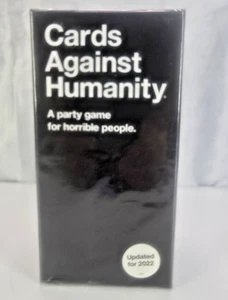 Cards
Against
Humanity.
A party game
for horrible people.
Updated
for 2022